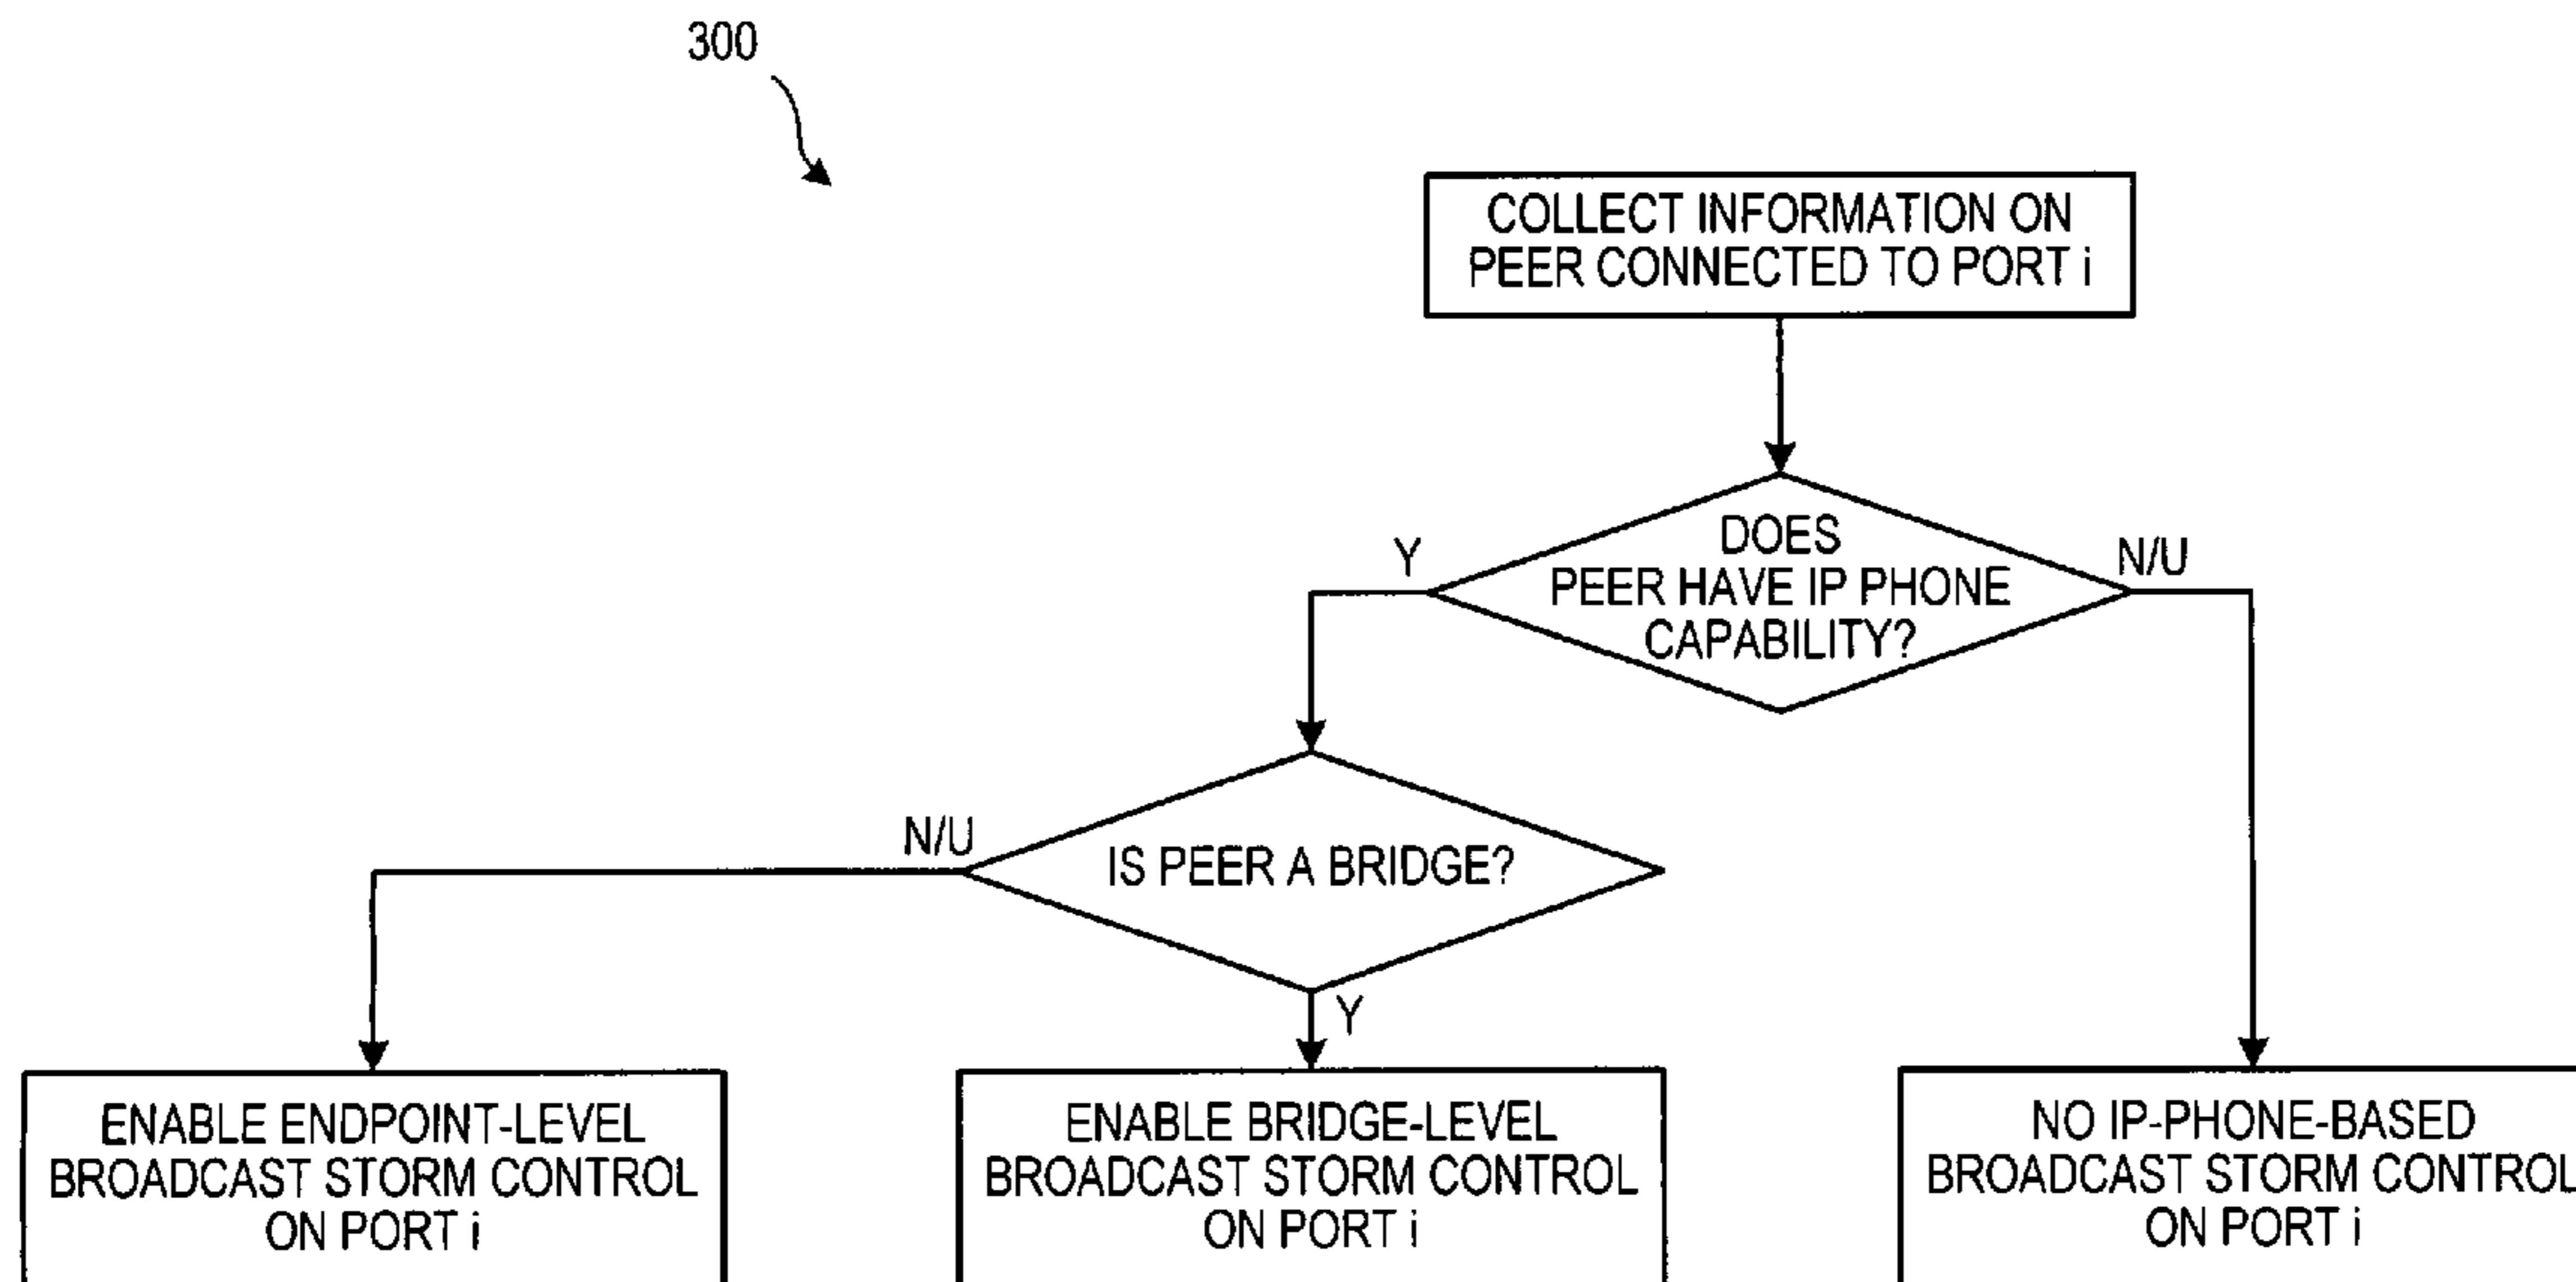 300
COLLECT INFORMATION ON
PEER CONNECTED TO PORT i
DOES
PEER HAVE IP PHONE
CAPABILITY?
Y
N/U
IS PEER A BRIDGE?
N/U
Y
ENABLE ENDPOINT-LEVEL
BROADCAST STORM CONTROL
ON PORT i
ENABLE BRIDGE-LEVEL
BROADCAST STORM CONTROL
ON PORT i
NO IP-PHONE-BASED
BROADCAST STORM CONTROL
ON PORT i